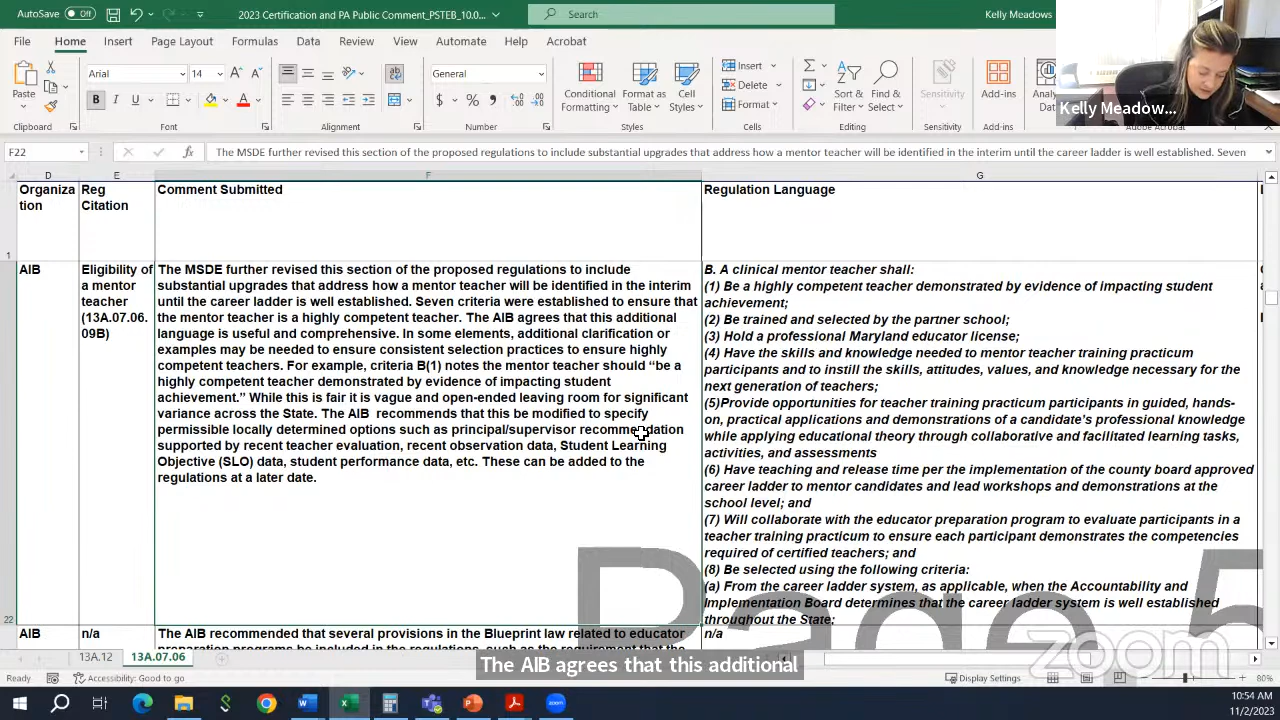 AutoSave Off 2023 Certification and PA Public Comment_PSTEB_10.0... Search Kelly Meadows
File Home Insert Page Layout Formulas Data Review View Automate Help Acrobat
Paste Arial 14 General Insert Delete Format
Conditional Formatting Format as Table Cell Styles Sort & Filter Find & Select Sensitivity Add-ins Analyze Data
Clipboard Font Alignment Number Styles Cells Editing Sensitivity Add-ins
Kelly Meadow...
F22 fx The MSDE further revised this section of the proposed regulations to include substantial upgrades that address how a mentor teacher will be identified in the interim until the career ladder is well established. Seven
D E F G
Organiza
tion
Reg
Citation
Comment Submitted
Regulation Language
1
AIB
Eligibility of
a mentor
teacher
(13A.07.06.
09B)
The MSDE further revised this section of the proposed regulations to include
substantial upgrades that address how a mentor teacher will be identified in the interim
until the career ladder is well established. Seven criteria were established to ensure that
the mentor teacher is a highly competent teacher. The AIB agrees that this additional
language is useful and comprehensive. In some elements, additional clarification or
examples may be needed to ensure consistent selection practices to ensure highly
competent teachers. For example, criteria B(1) notes the mentor teacher should “be a
highly competent teacher demonstrated by evidence of impacting student
achievement.” While this is fair it is vague and open-ended leaving room for significant
variance across the State. The AIB  recommends that this be modified to specify
permissible locally determined options such as principal/supervisor recommendation
supported by recent teacher evaluation, recent observation data, Student Learning
Objective (SLO) data, student performance data, etc. These can be added to the
regulations at a later date.
B. A clinical mentor teacher shall:
(1) Be a highly competent teacher demonstrated by evidence of impacting student
achievement;
(2) Be trained and selected by the partner school;
(3) Hold a professional Maryland educator license;
(4) Have the skills and knowledge needed to mentor teacher training practicum
participants and to instill the skills, attitudes, values, and knowledge necessary for the
next generation of teachers;
(5)Provide opportunities for teacher training practicum participants in guided, hands-
on, practical applications and demonstrations of a candidate’s professional knowledge
while applying educational theory through collaborative and facilitated learning tasks,
activities, and assessments
(6) Have teaching and release time per the implementation of the county board approved
career ladder to mentor candidates and lead workshops and demonstrations at the
school level; and
(7) Will collaborate with the educator preparation program to evaluate participants in a
teacher training practicum to ensure each participant demonstrates the competencies
required of certified teachers; and
(8) Be selected using the following criteria:
(a) From the career ladder system, as applicable, when the Accountability and
Implementation Board determines that the career ladder system is well established
throughout the State;
22
Page 5
AIB n/a The AIB recommended that several provisions in the Blueprint law related to educator n/a
zoom
13A.12 13A.07.06
The AIB agrees that this additional
Ready Accessibility: Good to go Display Settings 80%
10:54 AM
11/2/2023